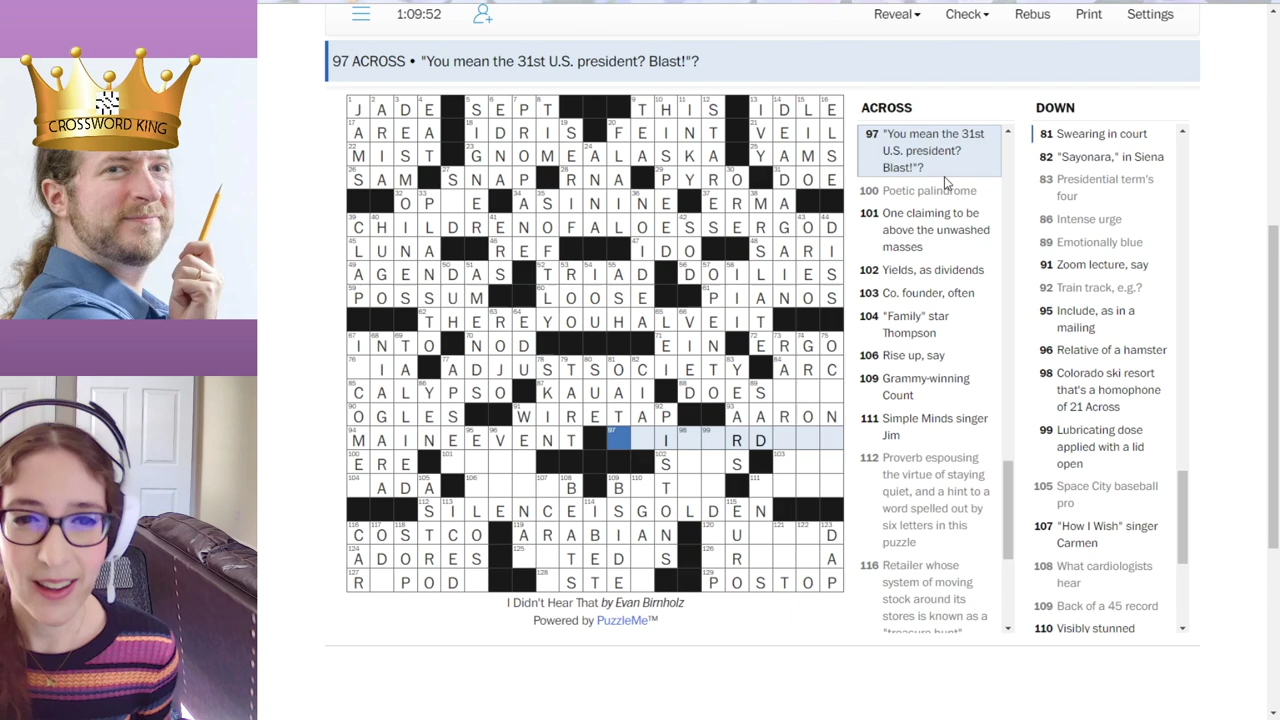 CROSSWORD KING
1:09:52
Reveal Check Rebus Print Settings
97 ACROSS • "You mean the 31st U.S. president? Blast!"?
J A D E S E P T T H I S I D L E
A R E A I D R I S F E I N T V E I L
M I S T G N O M E A L A S K A Y A M S
S A M S N A P R N A P Y R O D O E
O P E A S I N I N E E R M A
C H I L D R E N O F A L O E S S E R G O D
L U N A R E F I D O S A R I
A G E N D A S T R I A D D O I L I E S
P O S S U M L O O S E P I A N O S
T H E R E Y O U H A L V E I T
I N T O N O D E I N E R G O
I A A D J U S T S O C I E T Y A R C
C A L Y P S O K A U A I D O E S
O G L E S W I R E T A P A A R O N
M A I N E E V E N T I R D
E R E S S
A D A B B T
S I L E N C E I S G O L D E N
C O S T C O A R A B I A N U D
A D O R E S T E D S R A
R P O D S T E P O S T O P
I Didn't Hear That by Evan Birnholz
Powered by PuzzleMe™
ACROSS
97 "You mean the 31st
U.S. president?
Blast!"?
100 Poetic palindrome
101 One claiming to be
above the unwashed
masses
102 Yields, as dividends
103 Co. founder, often
104 "Family" star
Thompson
106 Rise up, say
109 Grammy-winning
Count
111 Simple Minds singer
Jim
112 Proverb espousing
the virtue of staying
quiet, and a hint to a
word spelled out by
six letters in this
puzzle
116 Retailer whose
system of moving
stock around its
stores is known as a
"treasure hunt"
DOWN
81 Swearing in court
82 "Sayonara," in Siena
83 Presidential term's
four
86 Intense urge
89 Emotionally blue
91 Zoom lecture, say
92 Train track, e.g.?
95 Include, as in a
mailing
96 Relative of a hamster
98 Colorado ski resort
that's a homophone
of 21 Across
99 Lubricating dose
applied with a lid
open
105 Space City baseball
pro
107 "How I Wish" singer
Carmen
108 What cardiologists
hear
109 Back of a 45 record
110 Visibly stunned